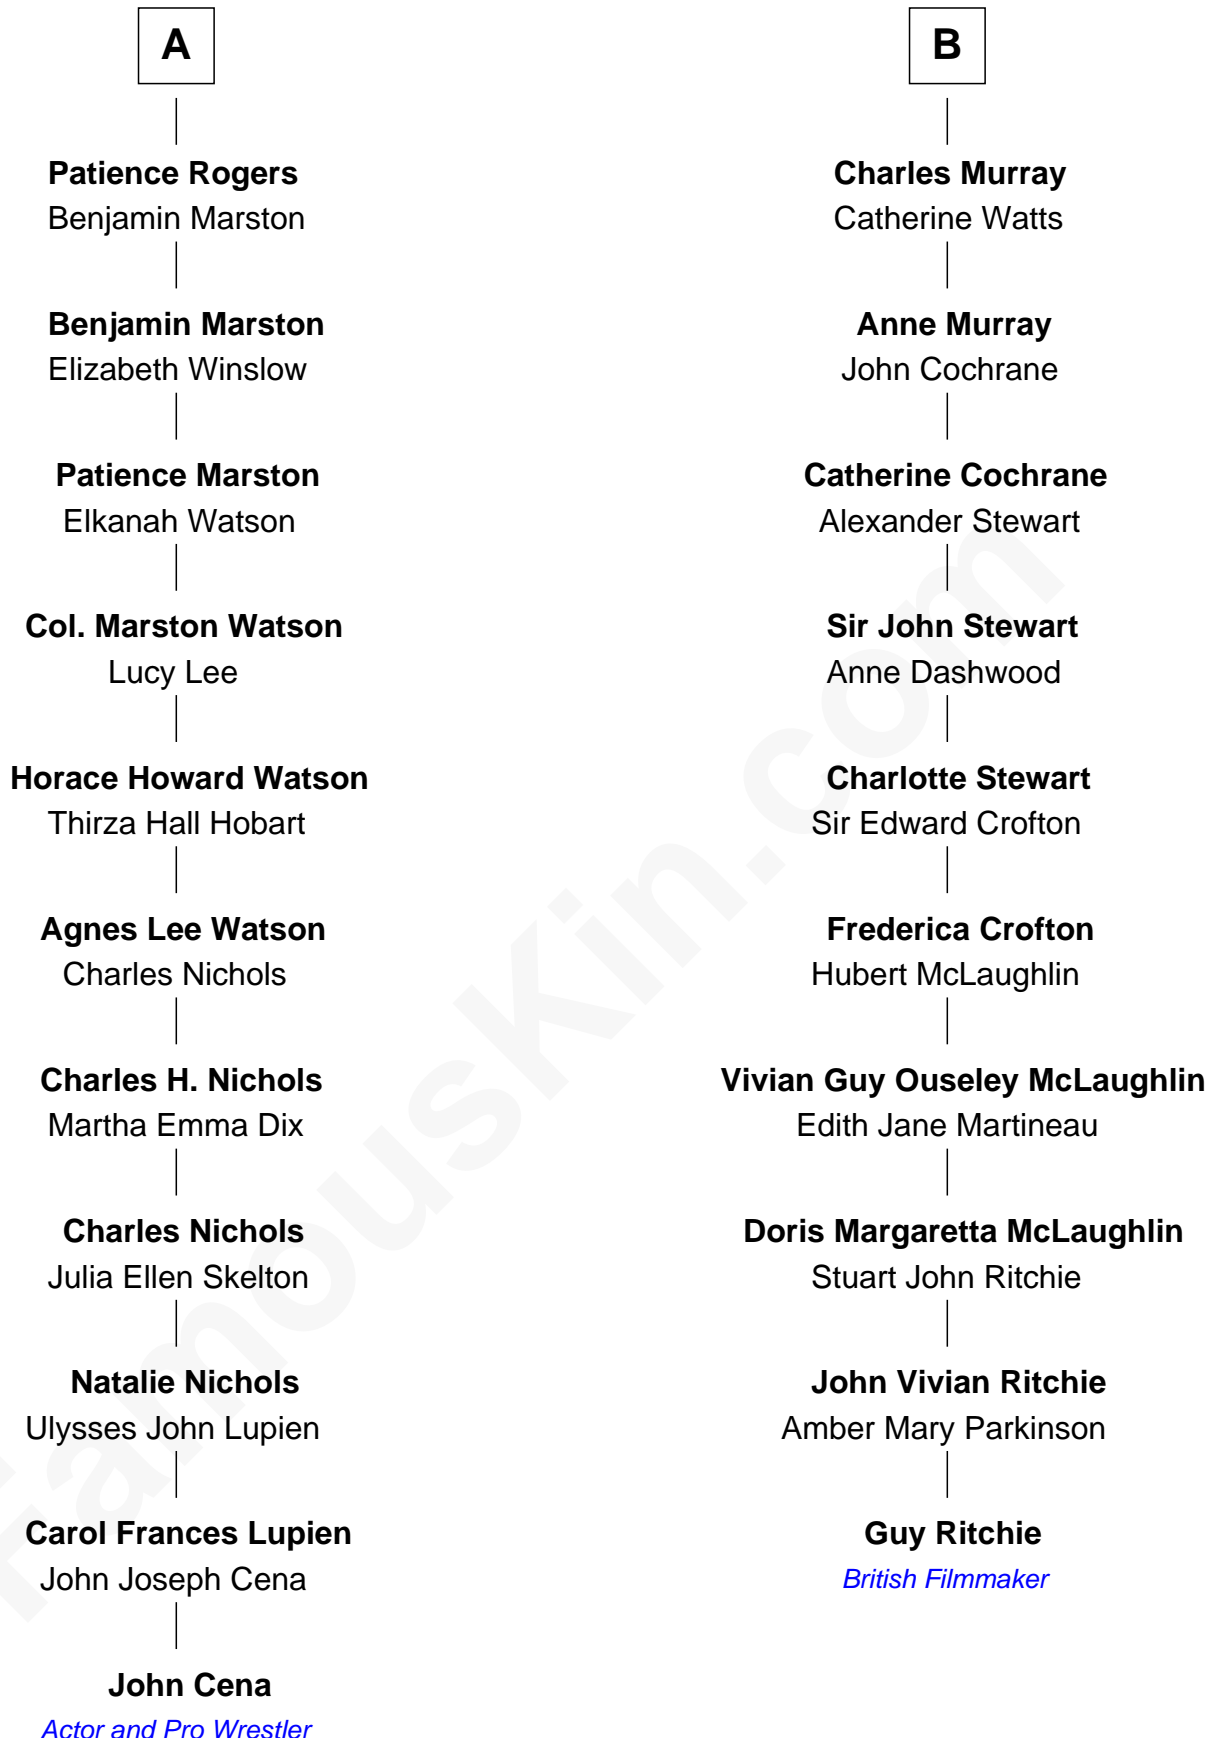 A
Patience Rogers
Benjamin Marston
Benjamin Marston
Elizabeth Winslow
Patience Marston
Elkanah Watson
Col. Marston Watson
Lucy Lee
Horace Howard Watson
Thirza Hall Hobart
Agnes Lee Watson
Charles Nichols
Charles H. Nichols
Martha Emma Dix
Charles Nichols
Julia Ellen Skelton
Natalie Nichols
Ulysses John Lupien
Carol Frances Lupien
John Joseph Cena
John Cena
Actor and Pro Wrestler
B
Charles Murray
Catherine Watts
Anne Murray
John Cochrane
Catherine Cochrane
Alexander Stewart
Sir John Stewart
Anne Dashwood
Charlotte Stewart
Sir Edward Crofton
Frederica Crofton
Hubert McLaughlin
Vivian Guy Ouseley McLaughlin
Edith Jane Martineau
Doris Margaretta McLaughlin
Stuart John Ritchie
John Vivian Ritchie
Amber Mary Parkinson
Guy Ritchie
British Filmmaker
FamousKin.com